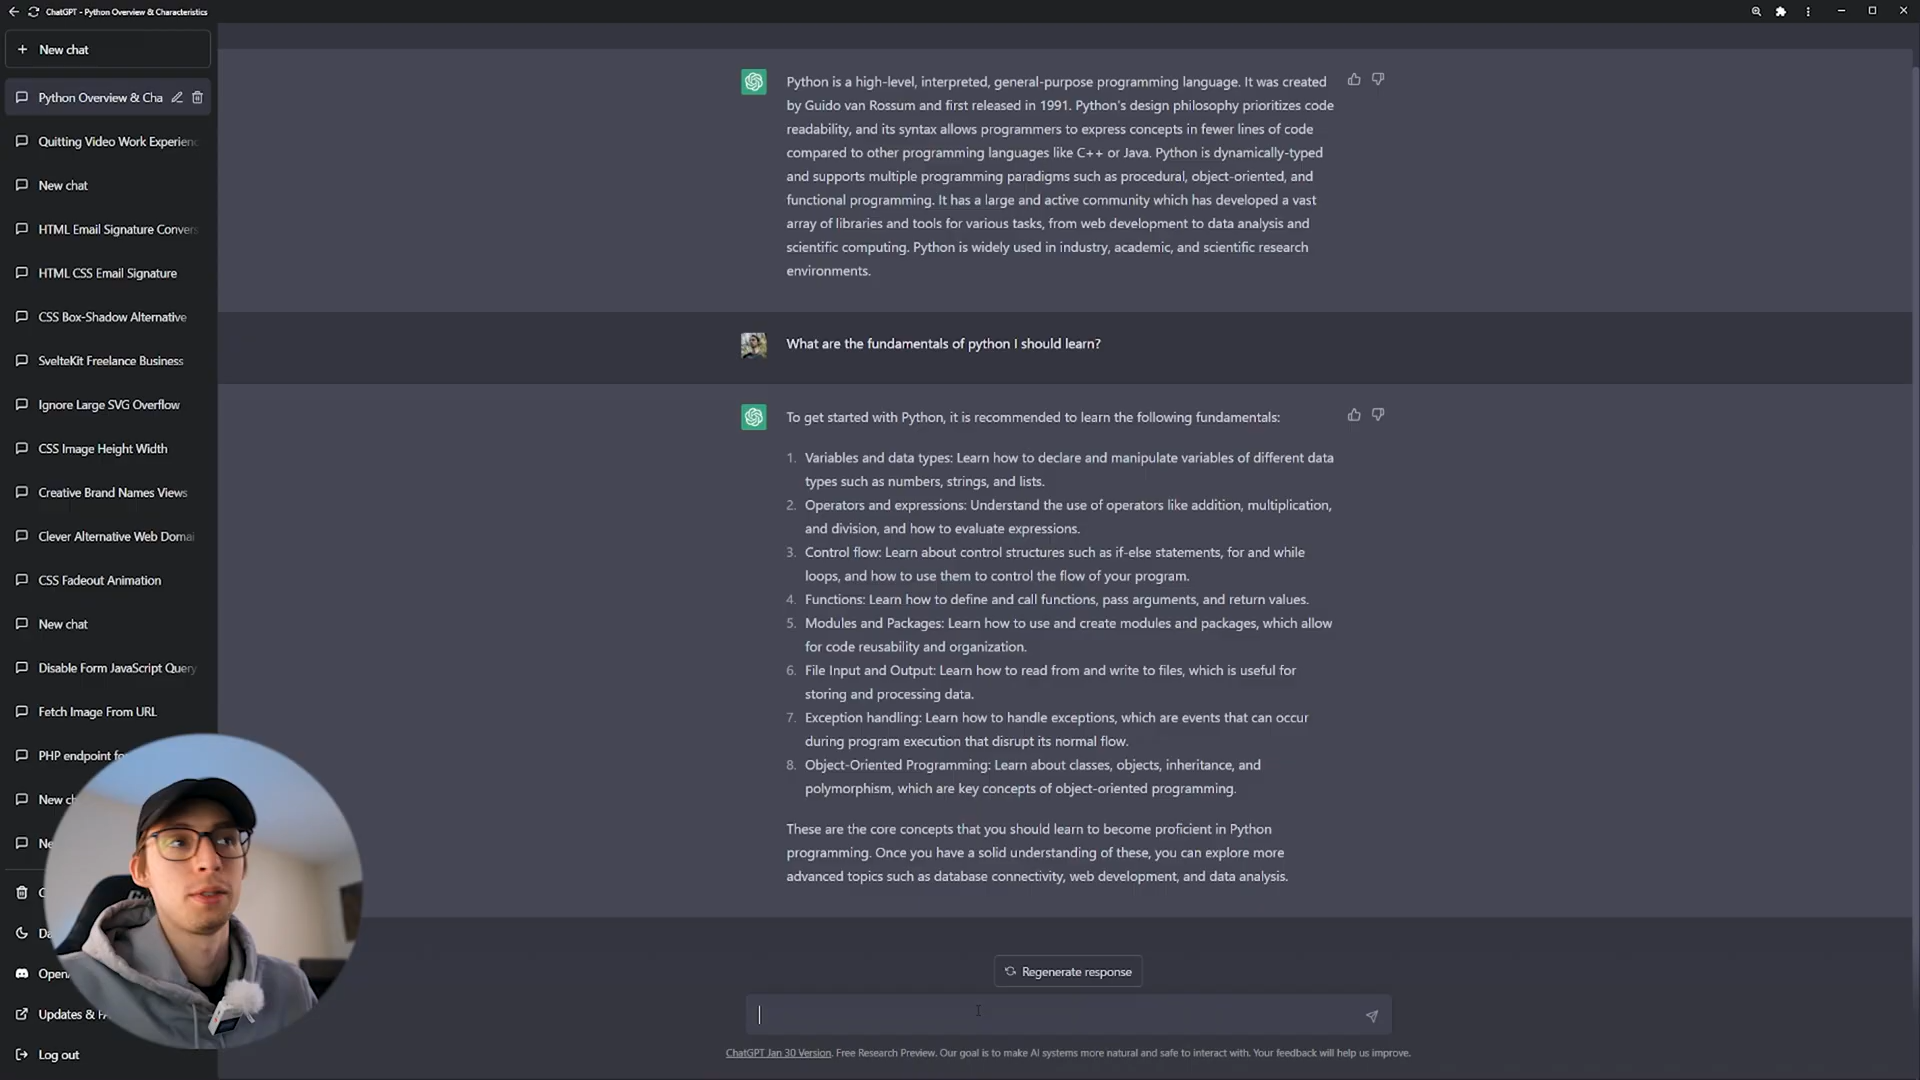 ChatGPT - Python Overview & Characteristics
New chat
Python Overview & Cha
Quitting Video Work Experien
New chat
HTML Email Signature Conver
HTML CSS Email Signature
CSS Box-Shadow Alternative
SvelteKit Freelance Business
Ignore Large SVG Overflow
CSS Image Height Width
Creative Brand Names Views
Clever Alternative Web Domai
CSS Fadeout Animation
New chat
Disable Form JavaScript Query
Fetch Image From URL
PHP endpoint fo
New ch
Ne
C
Da
Open
Updates & FA
Log out
Python is a high-level, interpreted, general-purpose programming language. It was created
by Guido van Rossum and first released in 1991. Python's design philosophy prioritizes code
readability, and its syntax allows programmers to express concepts in fewer lines of code
compared to other programming languages like C++ or Java. Python is dynamically-typed
and supports multiple programming paradigms such as procedural, object-oriented, and
functional programming. It has a large and active community which has developed a vast
array of libraries and tools for various tasks, from web development to data analysis and
scientific computing. Python is widely used in industry, academic, and scientific research
environments.
What are the fundamentals of python I should learn?
To get started with Python, it is recommended to learn the following fundamentals:
1. Variables and data types: Learn how to declare and manipulate variables of different data
types such as numbers, strings, and lists.
2. Operators and expressions: Understand the use of operators like addition, multiplication,
and division, and how to evaluate expressions.
3. Control flow: Learn about control structures such as if-else statements, for and while
loops, and how to use them to control the flow of your program.
4. Functions: Learn how to define and call functions, pass arguments, and return values.
5. Modules and Packages: Learn how to use and create modules and packages, which allow
for code reusability and organization.
6. File Input and Output: Learn how to read from and write to files, which is useful for
storing and processing data.
7. Exception handling: Learn how to handle exceptions, which are events that can occur
during program execution that disrupt its normal flow.
8. Object-Oriented Programming: Learn about classes, objects, inheritance, and
polymorphism, which are key concepts of object-oriented programming.
These are the core concepts that you should learn to become proficient in Python
programming. Once you have a solid understanding of these, you can explore more
advanced topics such as database connectivity, web development, and data analysis.
Regenerate response
ChatGPT Jan 30 Version. Free Research Preview. Our goal is to make AI systems more natural and safe to interact with. Your feedback will help us improve.